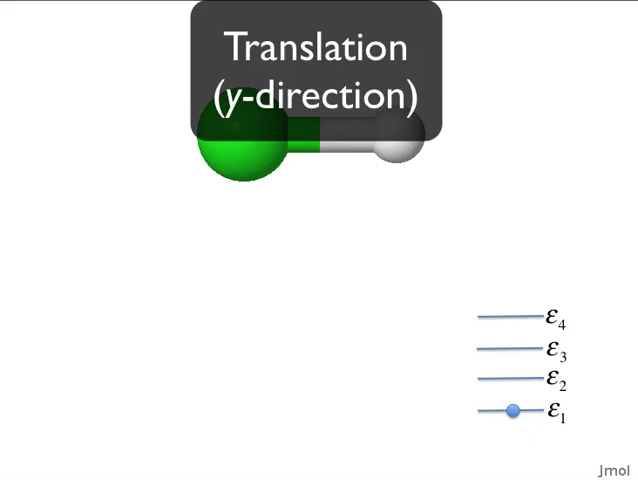 Translation
(y-direction)
ε4
ε3
ε2
ε1
Jmol